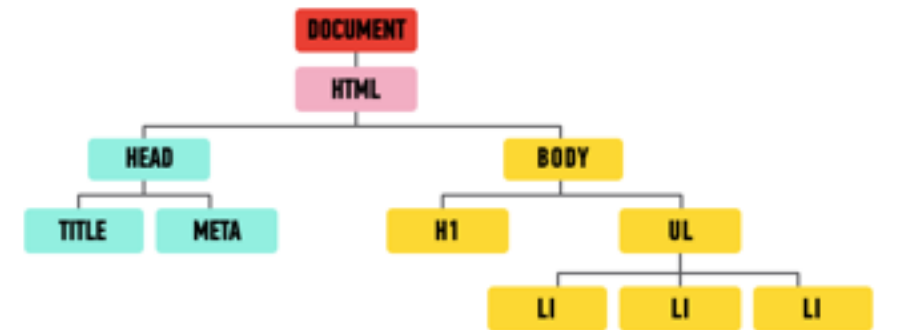 DOCUMENT
HTML
HEAD BODY
TITLE META H1 UL
LI LI LI